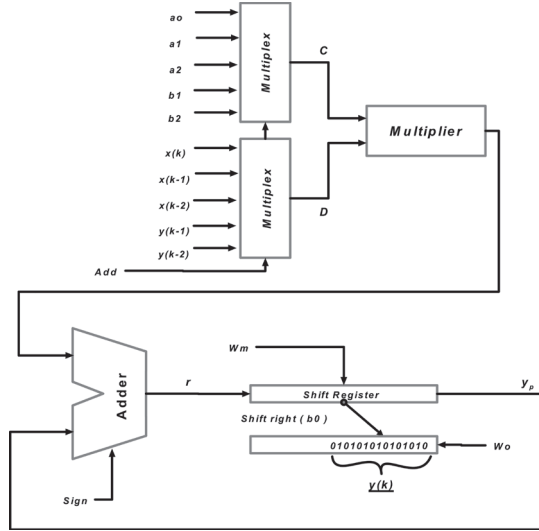 ao
a1
a2
b1
b2
Multiplex
C
Multiplier
x(k)
x(k-1)
x(k-2)
y(k-1)
y(k-2)
Multiplex
D
Add
Adder
Wm
r
Shift Register
yp
Shift right ( b0 )
010101010101010
Wo
y(k)
Sign